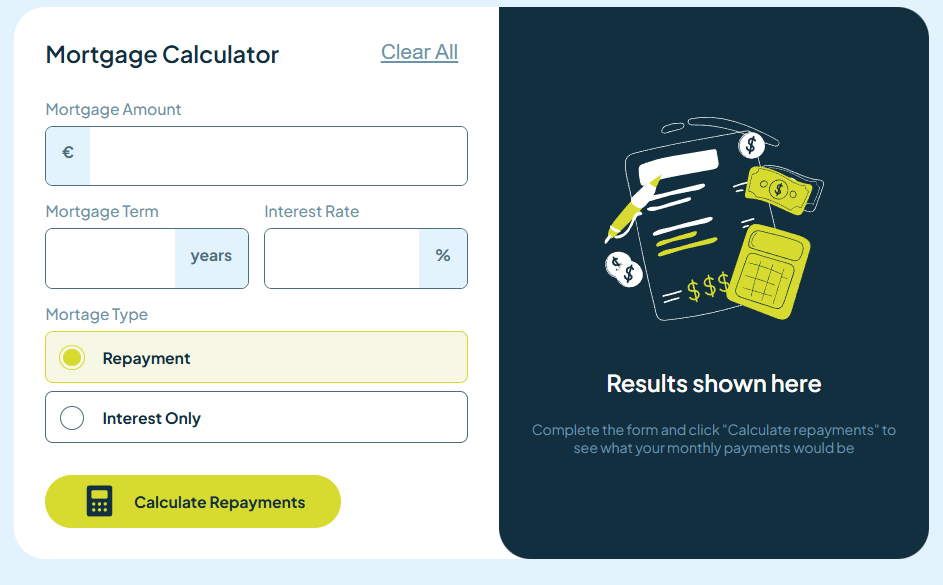 Mortgage Calculator
Clear All
Mortgage Amount
€
Mortgage Term
Interest Rate
years
%
Mortage Type
Repayment
Interest Only
Calculate Repayments
$
$
$
$
$ $ $
Results shown here
Complete the form and click "Calculate repayments" to
see what your monthly payments would be